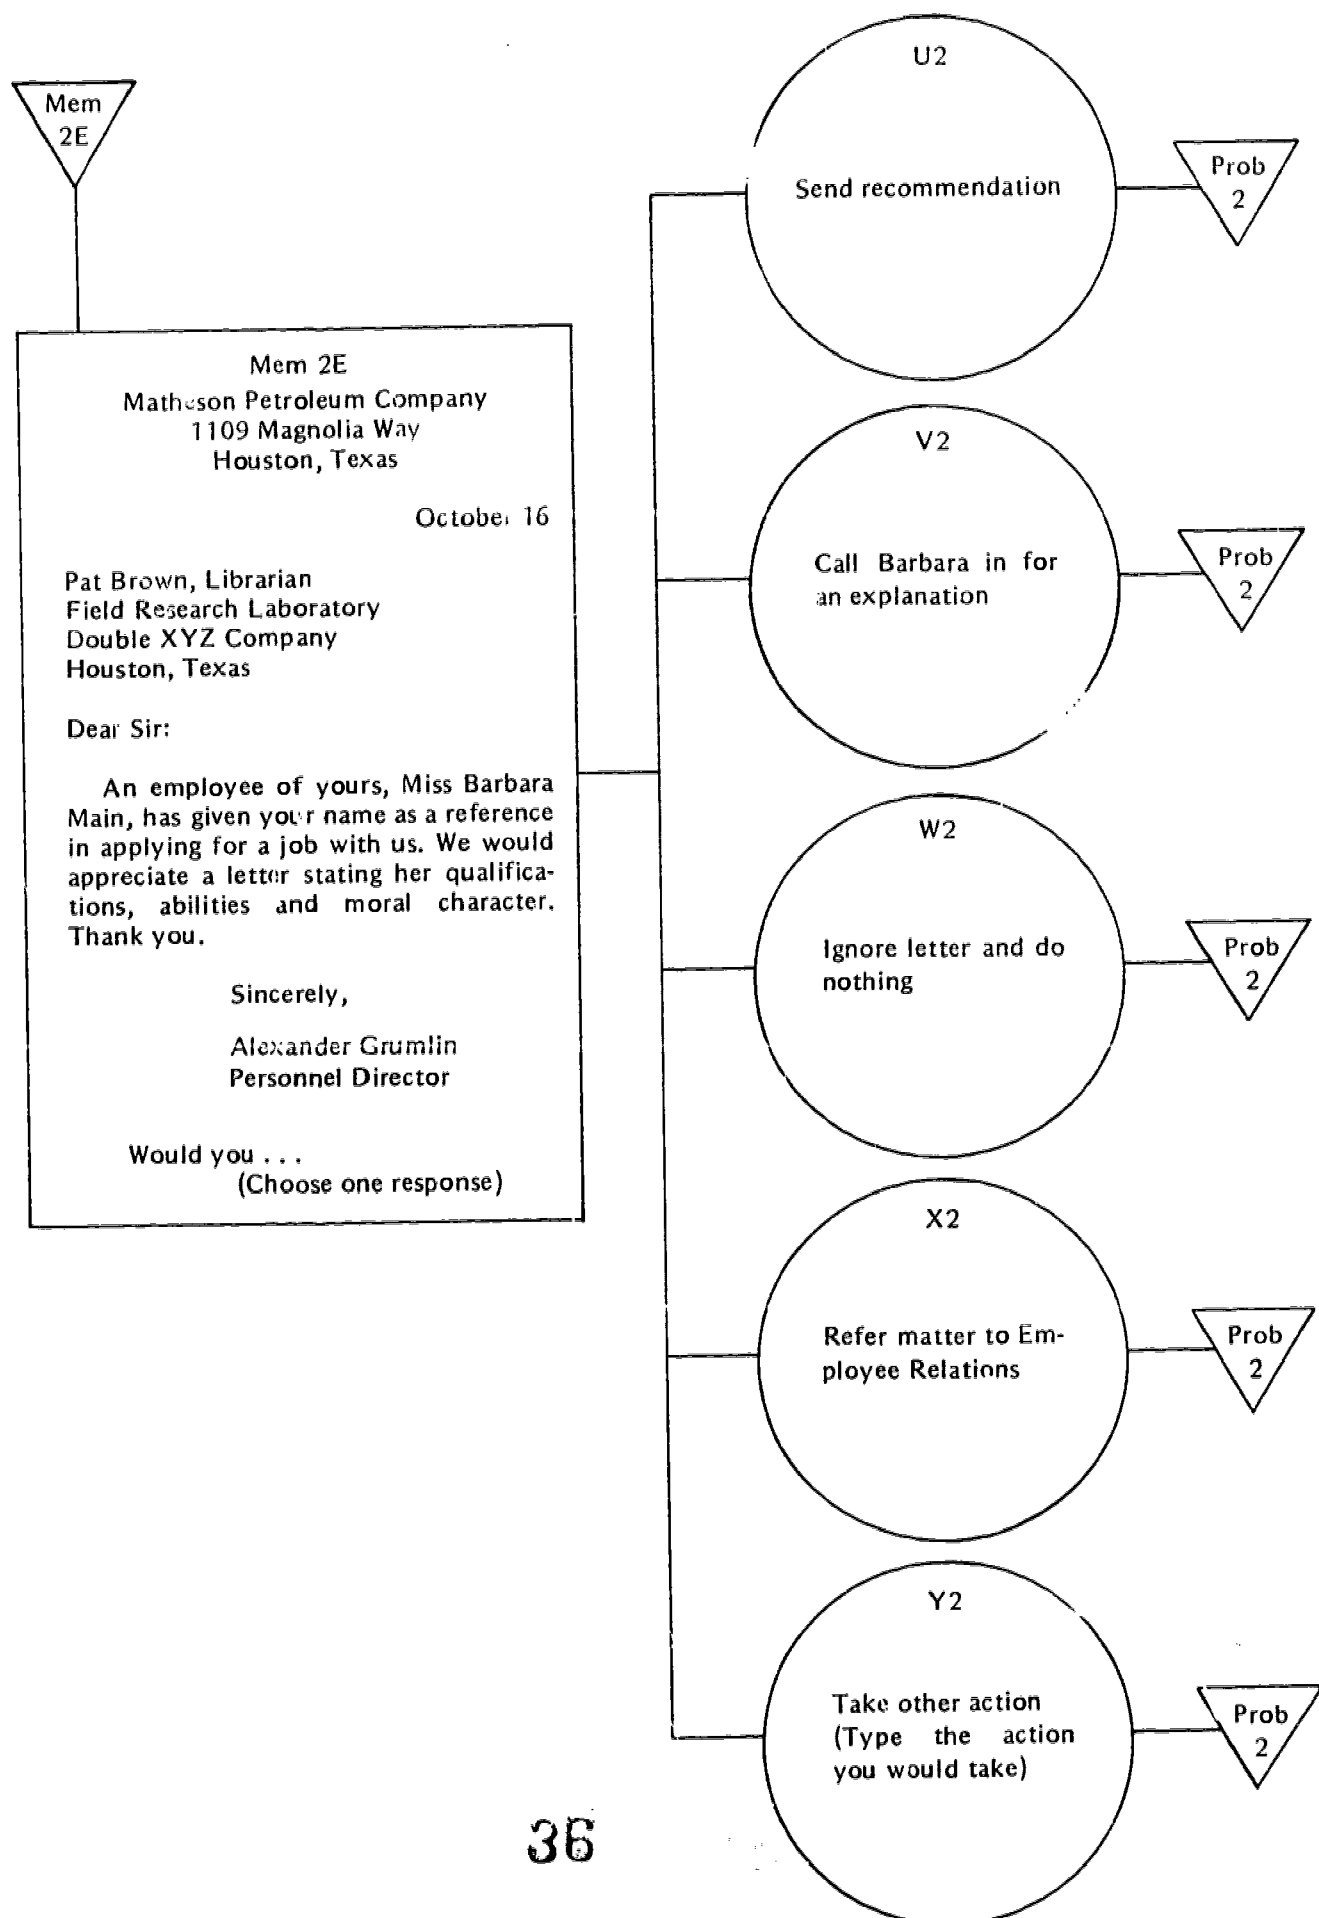 Mem
2E
Mem 2E
Matheson Petroleum Company
1109 Magnolia Way
Houston, Texas
October 16
Pat Brown, Librarian
Field Research Laboratory
Double XYZ Company
Houston, Texas
Dear Sir:
An employee of yours, Miss Barbara
Main, has given your name as a reference
in applying for a job with us. We would
appreciate a letter stating her qualifica-
tions, abilities and moral character.
Thank you.
Sincerely,
Alexander Grumlin
Personnel Director
Would you . . .
(Choose one response)
U2
Send recommendation
Prob
2
V2
Call Barbara in for
an explanation
Prob
2
W2
Ignore letter and do
nothing
Prob
2
X2
Refer matter to Em-
ployee Relations
Prob
2
Y2
Take other action
(Type the action
you would take)
Prob
2
36